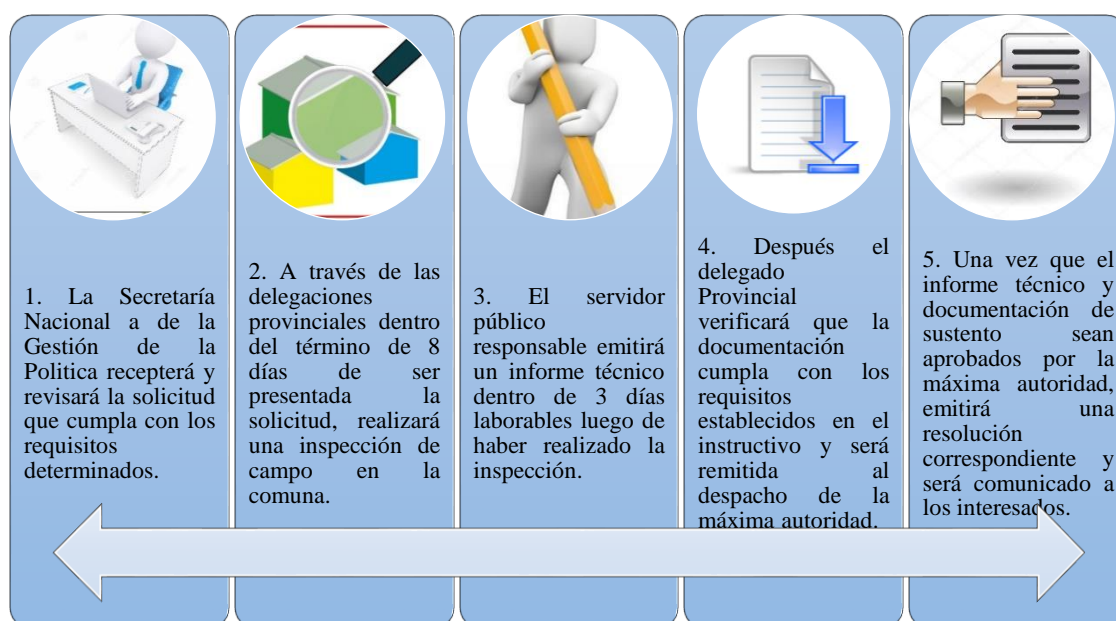 1. La Secretaría
Nacional a de la
Gestión de la
Politica recepterá y
revisará la solicitud
que cumpla con los
requisitos
determinados.
2. A través de las
delegaciones
provinciales dentro
del término de 8
días de ser
presentada la
solicitud, realizará
una inspección de
campo en la
comuna.
3. El servidor
público
responsable emitirá
un informe técnico
dentro de 3 días
laborables luego de
haber realizado la
inspección.
4. Después el
delegado
Provincial
verificará que la
documentación
cumpla con los
requisitos
establecidos en el
instructivo y será
remitida al
despacho de la
máxima autoridad.
5. Una vez que el
informe técnico y
documentación de
sustento sean
aprobados por la
máxima autoridad,
emitirá una
resolución
correspondiente y
será comunicado a
los interesados.